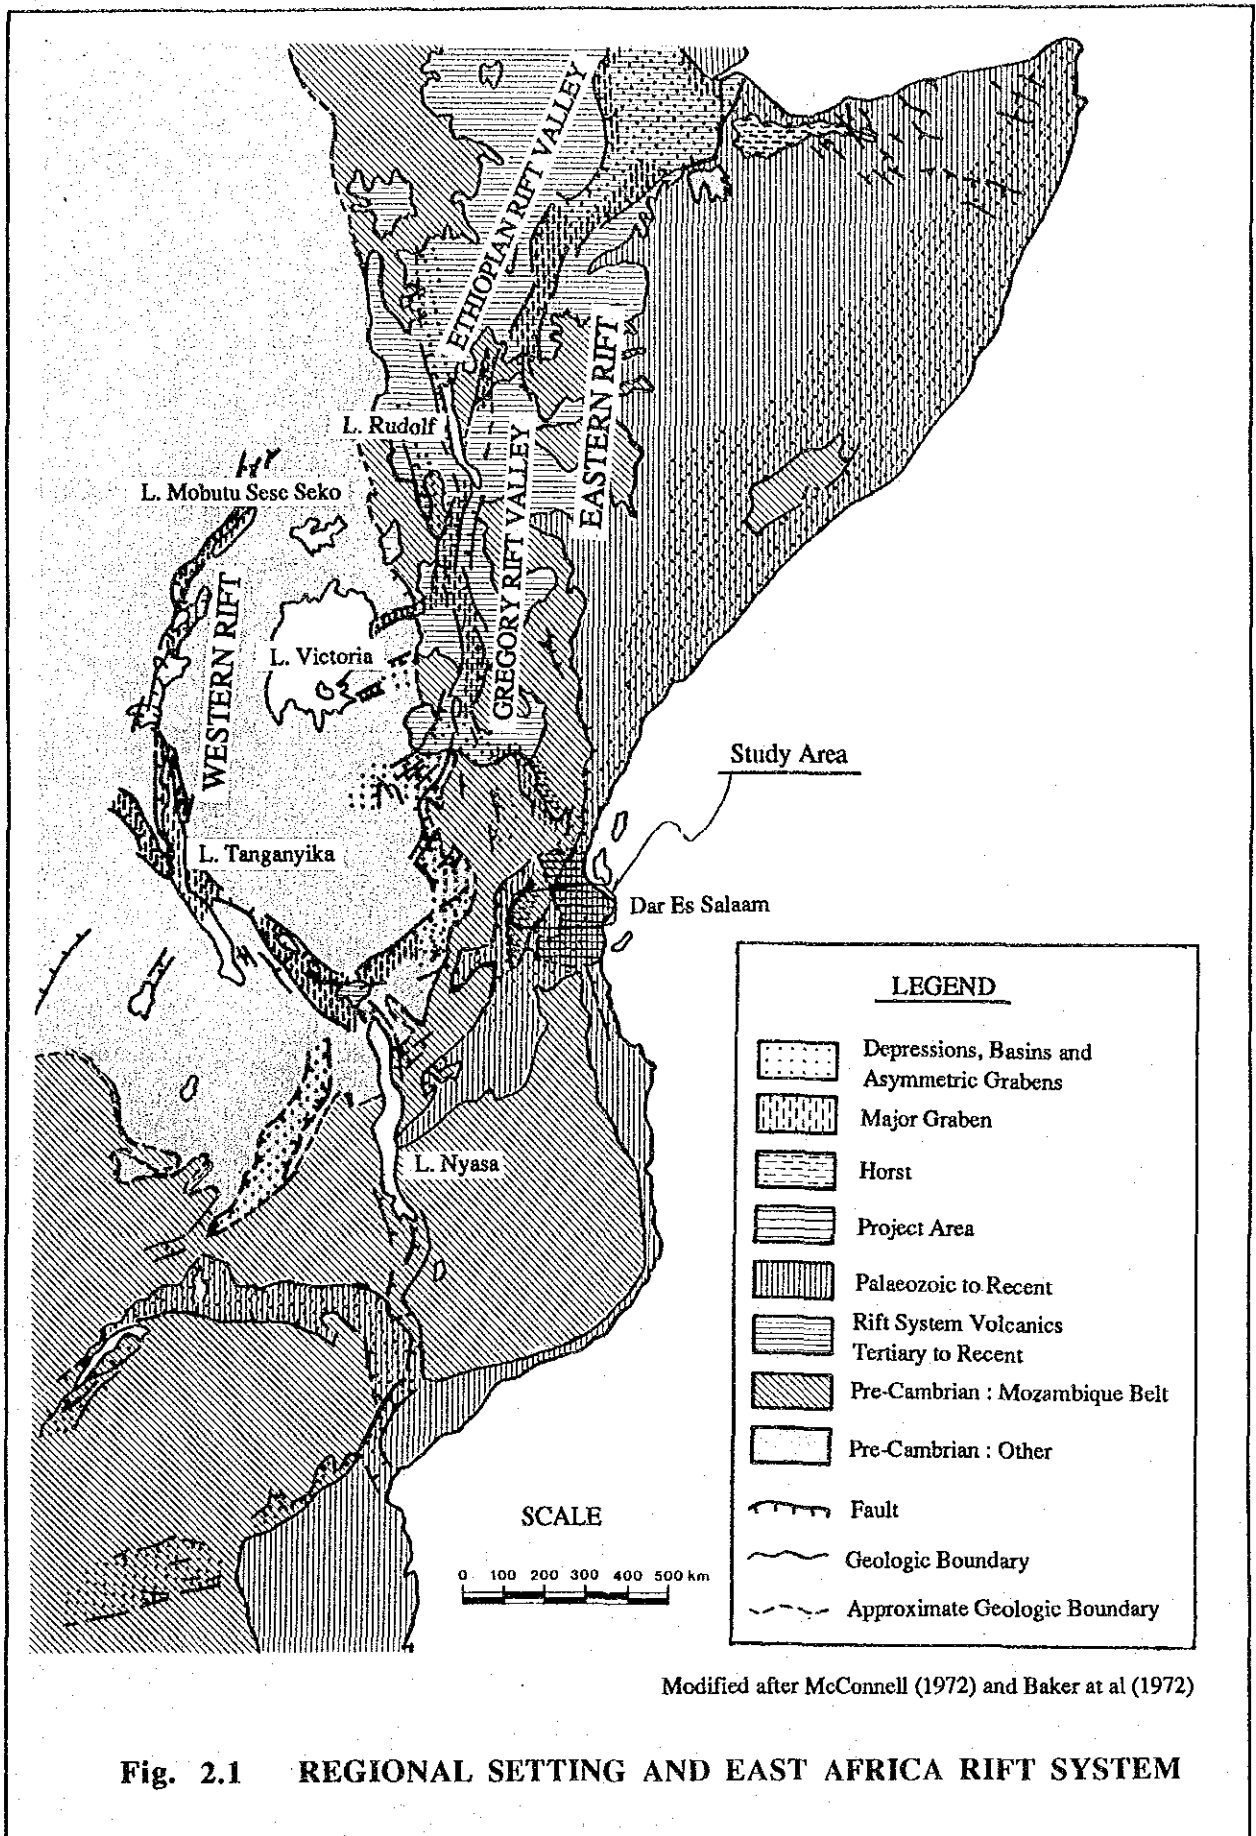 ETHIOPIAN RIFT VALLEY
EASTERN RIFT
L. Rudolf
GREGORY RIFT VALLEY
L. Mobutu Sese Seko
WESTERN RIFT
L. Victoria
Study Area
L. Tanganyika
Dar Es Salaam
L. Nyasa
LEGEND
Depressions, Basins and
Asymmetric Grabens
Major Graben
Horst
Project Area
Palaeozoic to Recent
Rift System Volcanics
Tertiary to Recent
Pre-Cambrian : Mozambique Belt
Pre-Cambrian : Other
Fault
Geologic Boundary
Approximate Geologic Boundary
SCALE
0 100 200 300 400 500 km
Modified after McConnell (1972) and Baker at al (1972)
Fig. 2.1 REGIONAL SETTING AND EAST AFRICA RIFT SYSTEM